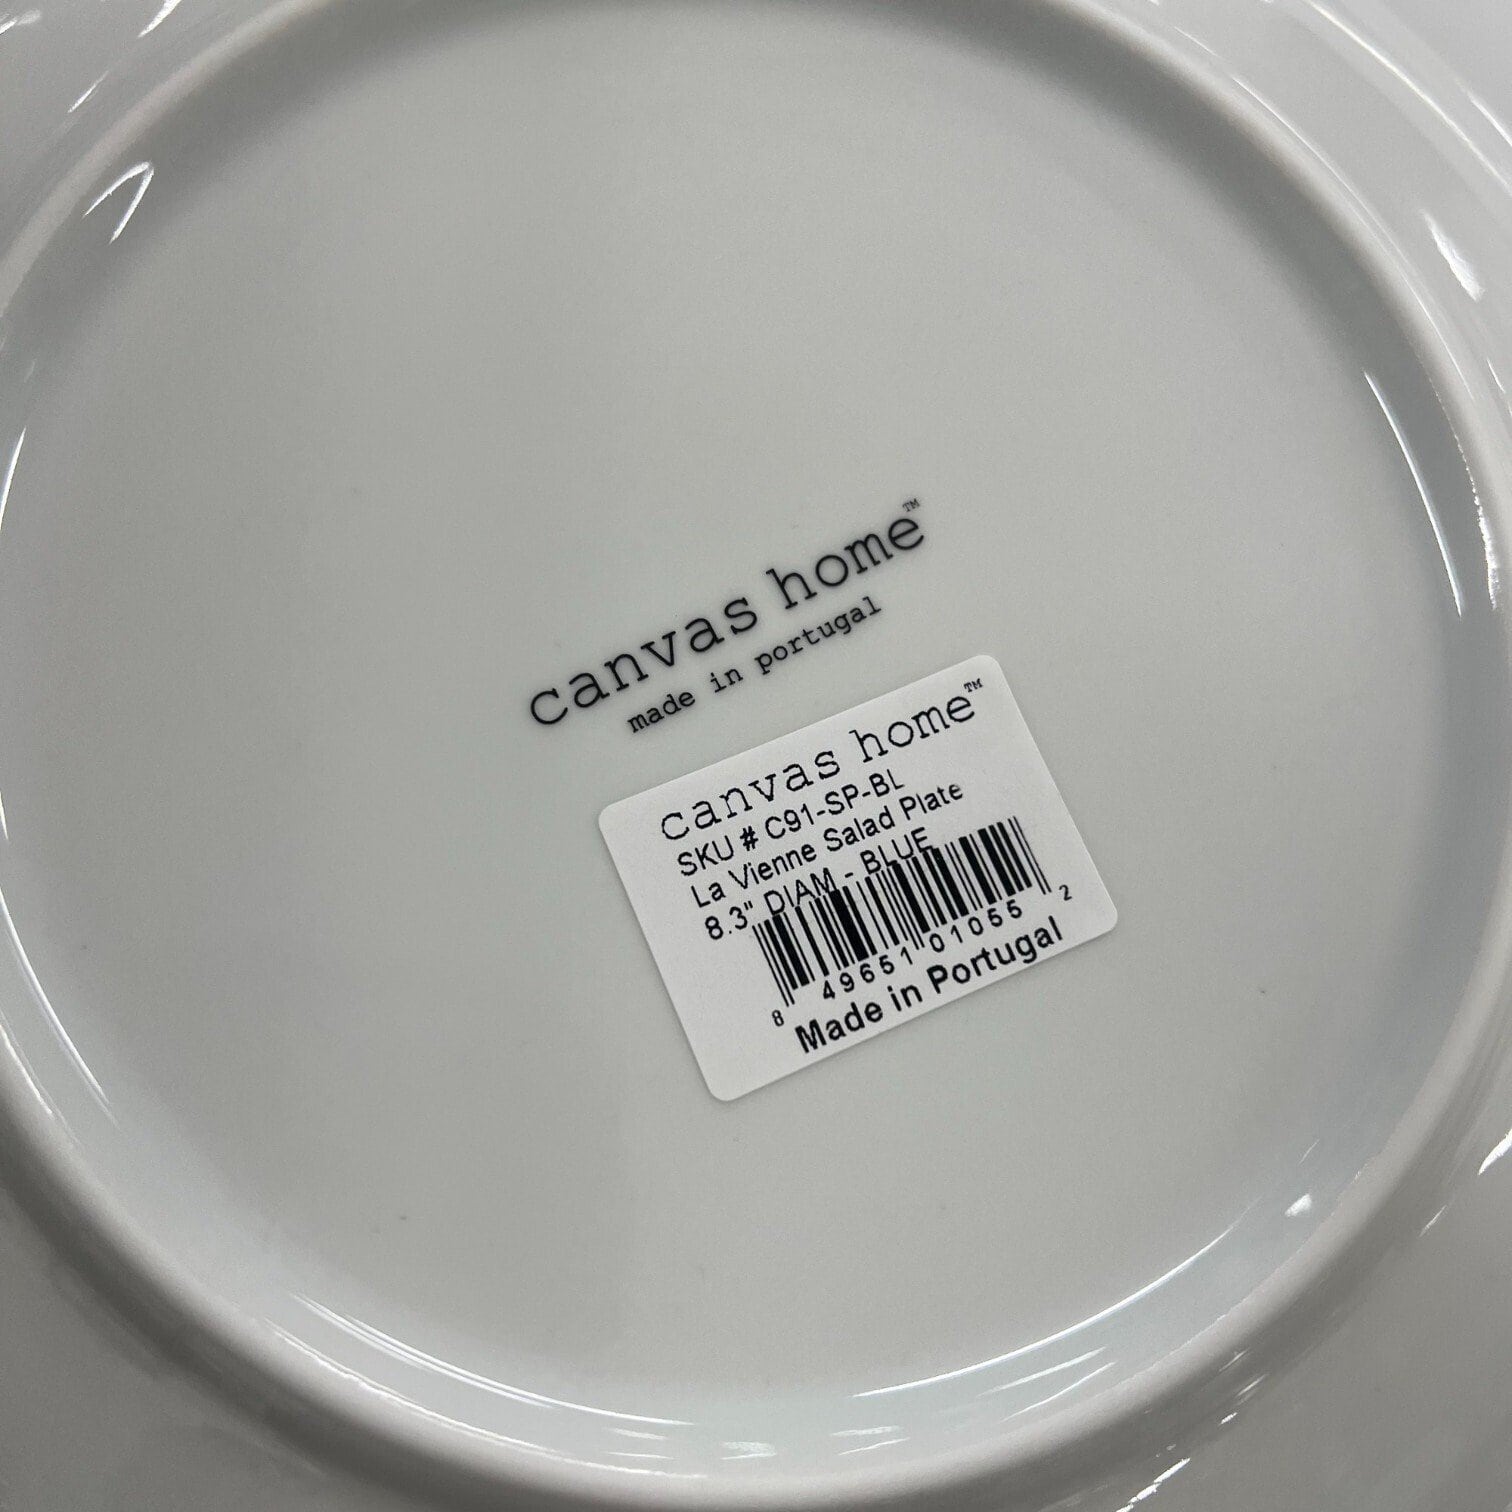 canvas home™
made in portugal
canvas home™
SKU # C91-SP-BL
La Vienne Salad Plate
8.3" DIAM - BLUE
8 49651 01055 2
Made in Portugal